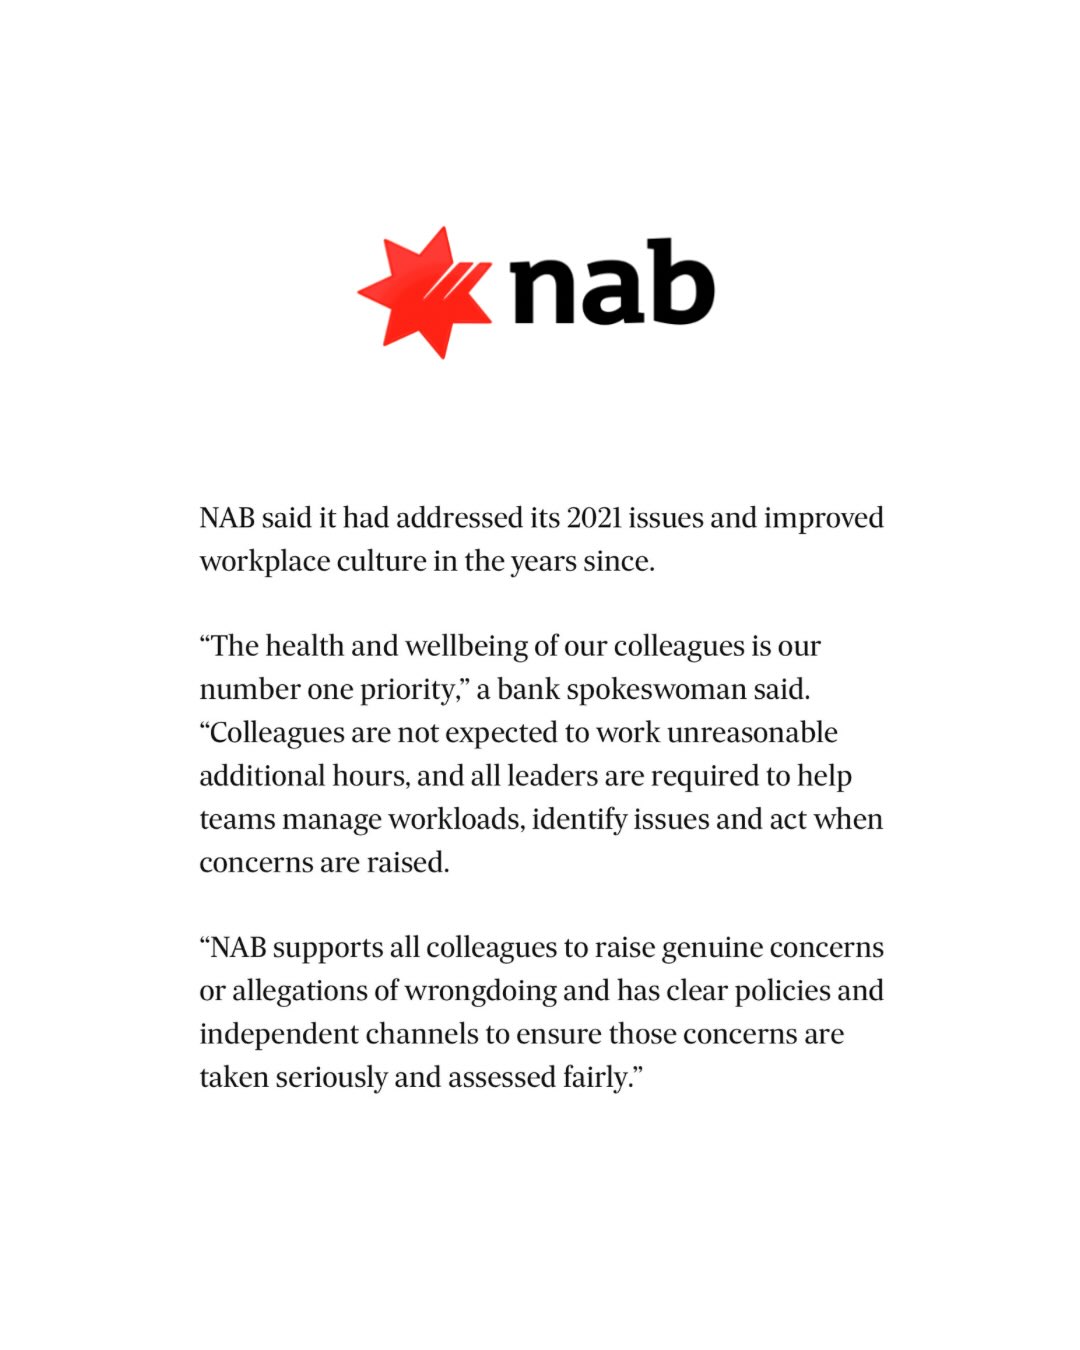 nab
NAB said it had addressed its 2021 issues and improved
workplace culture in the years since.
“The health and wellbeing of our colleagues is our
number one priority,” a bank spokeswoman said.
“Colleagues are not expected to work unreasonable
additional hours, and all leaders are required to help
teams manage workloads, identify issues and act when
concerns are raised.
“NAB supports all colleagues to raise genuine concerns
or allegations of wrongdoing and has clear policies and
independent channels to ensure those concerns are
taken seriously and assessed fairly.”